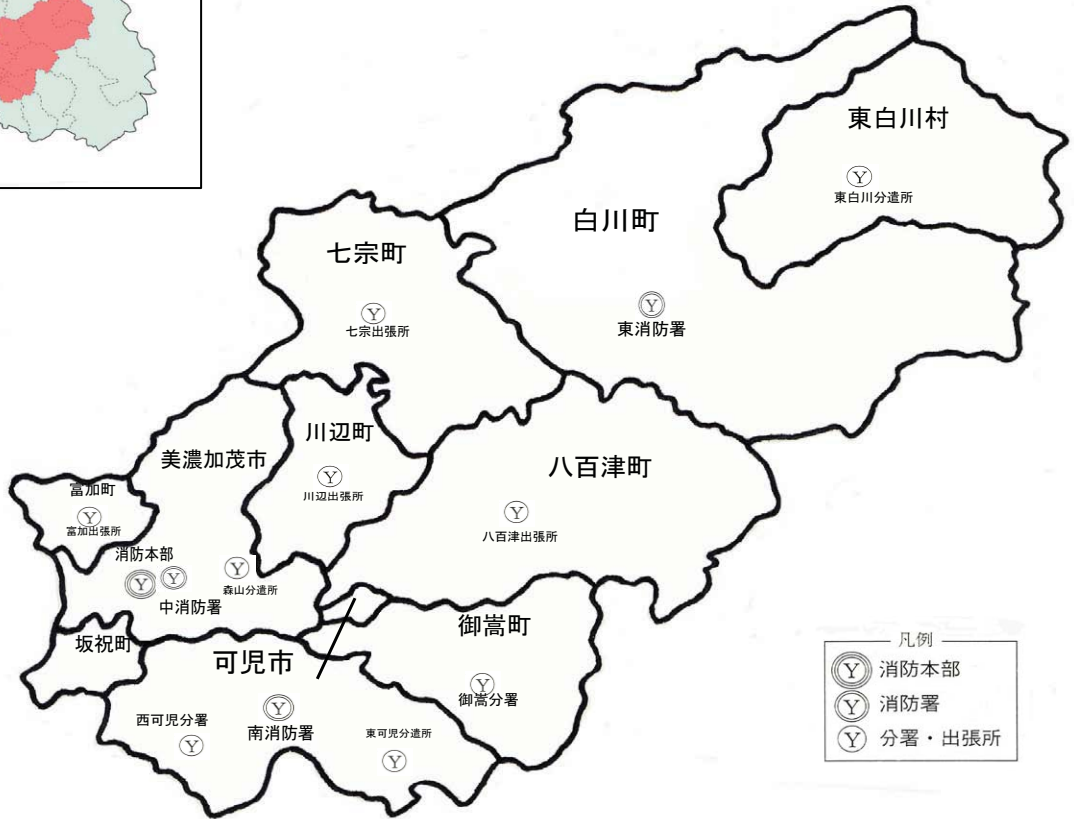 東白川村
東白川分遣所
白川町
東消防署
七宗町
七宗出張所
川辺町
川辺出張所
美濃加茂市
八百津町
八百津出張所
富加町
富加出張所
消防本部
中消防署
森山分遣所
坂祝町
可児市
御嵩町
御嵩分署
西可児分署
南消防署
東可児分遣所
凡例
Y 消防本部
Y 消防署
Y 分署・出張所